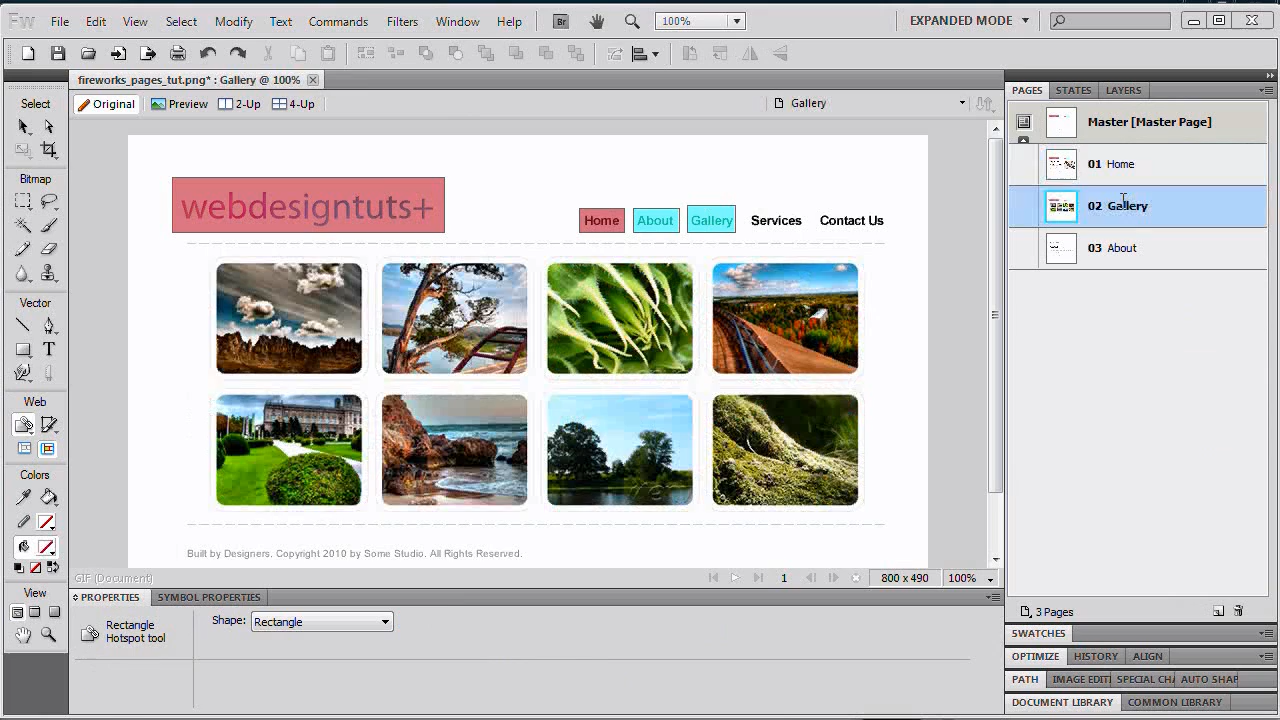 Fw File Edit View Select Modify Text Commands Filters Window Help Br 100% EXPANDED MODE
fireworks_pages_tut.png* : Gallery @ 100%
Original Preview 2-Up 4-Up Gallery
Select
Bitmap
Vector
T
Web
Colors
View
webdesigntuts+
Home About Gallery Services Contact Us
Built by Designers. Copyright 2010 by Some Studio. All Rights Reserved.
GIF (Document) 1 800 x 490 100%
PROPERTIES SYMBOL PROPERTIES
Rectangle
Hotspot tool
Shape: Rectangle
PAGES STATES LAYERS
Master [Master Page]
01 Home
02 Gallery
03 About
3 Pages
SWATCHES
OPTIMIZE HISTORY ALIGN
PATH IMAGE EDITI SPECIAL CHA AUTO SHAP
DOCUMENT LIBRARY COMMON LIBRARY